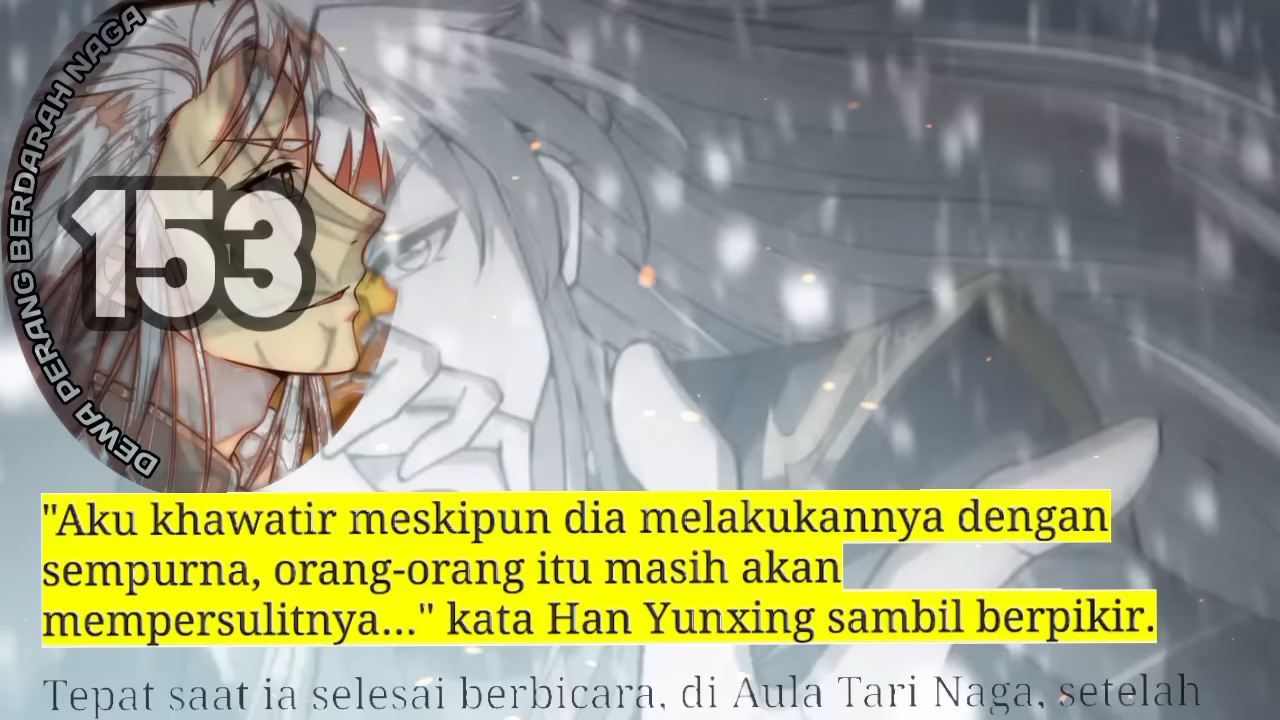 DEWA PERANG BERDARAH NAGA
153
"Aku khawatir meskipun dia melakukannya dengan
sempurna, orang-orang itu masih akan
mempersulitnya..." kata Han Yunxing sambil berpikir.
Tepat saat ia selesai berbicara, di Aula Tari Naga, setelah